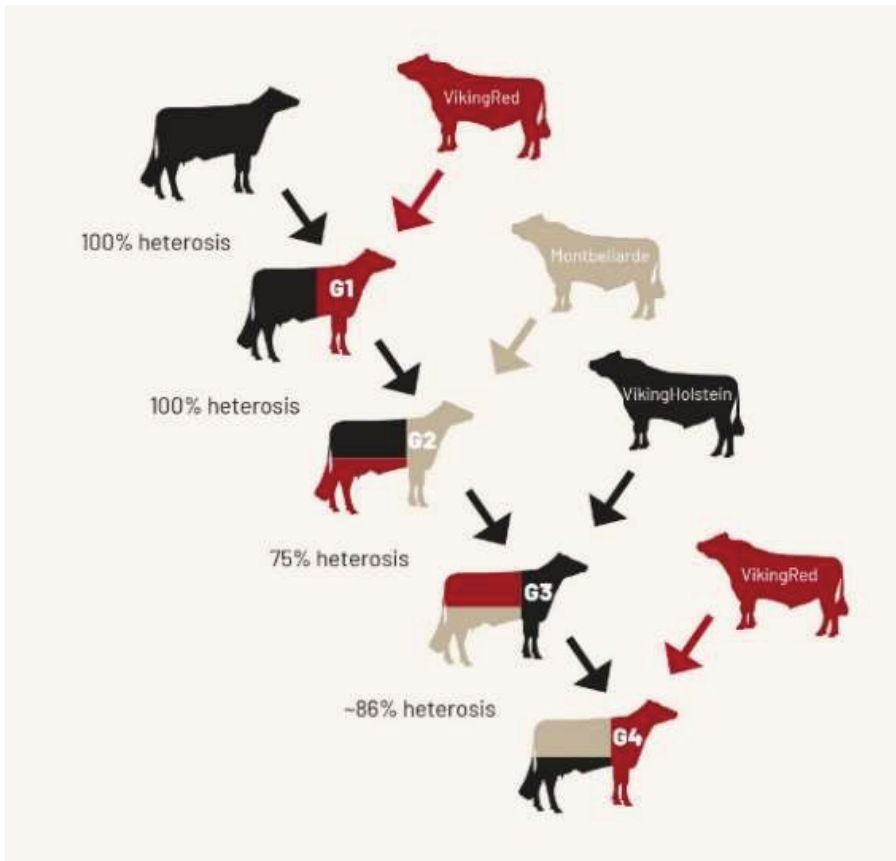 VikingRed
100% heterosis
G1
Montbeliarde
100% heterosis
VikingHolstein
G2
75% heterosis
G3
VikingRed
~86% heterosis
G4